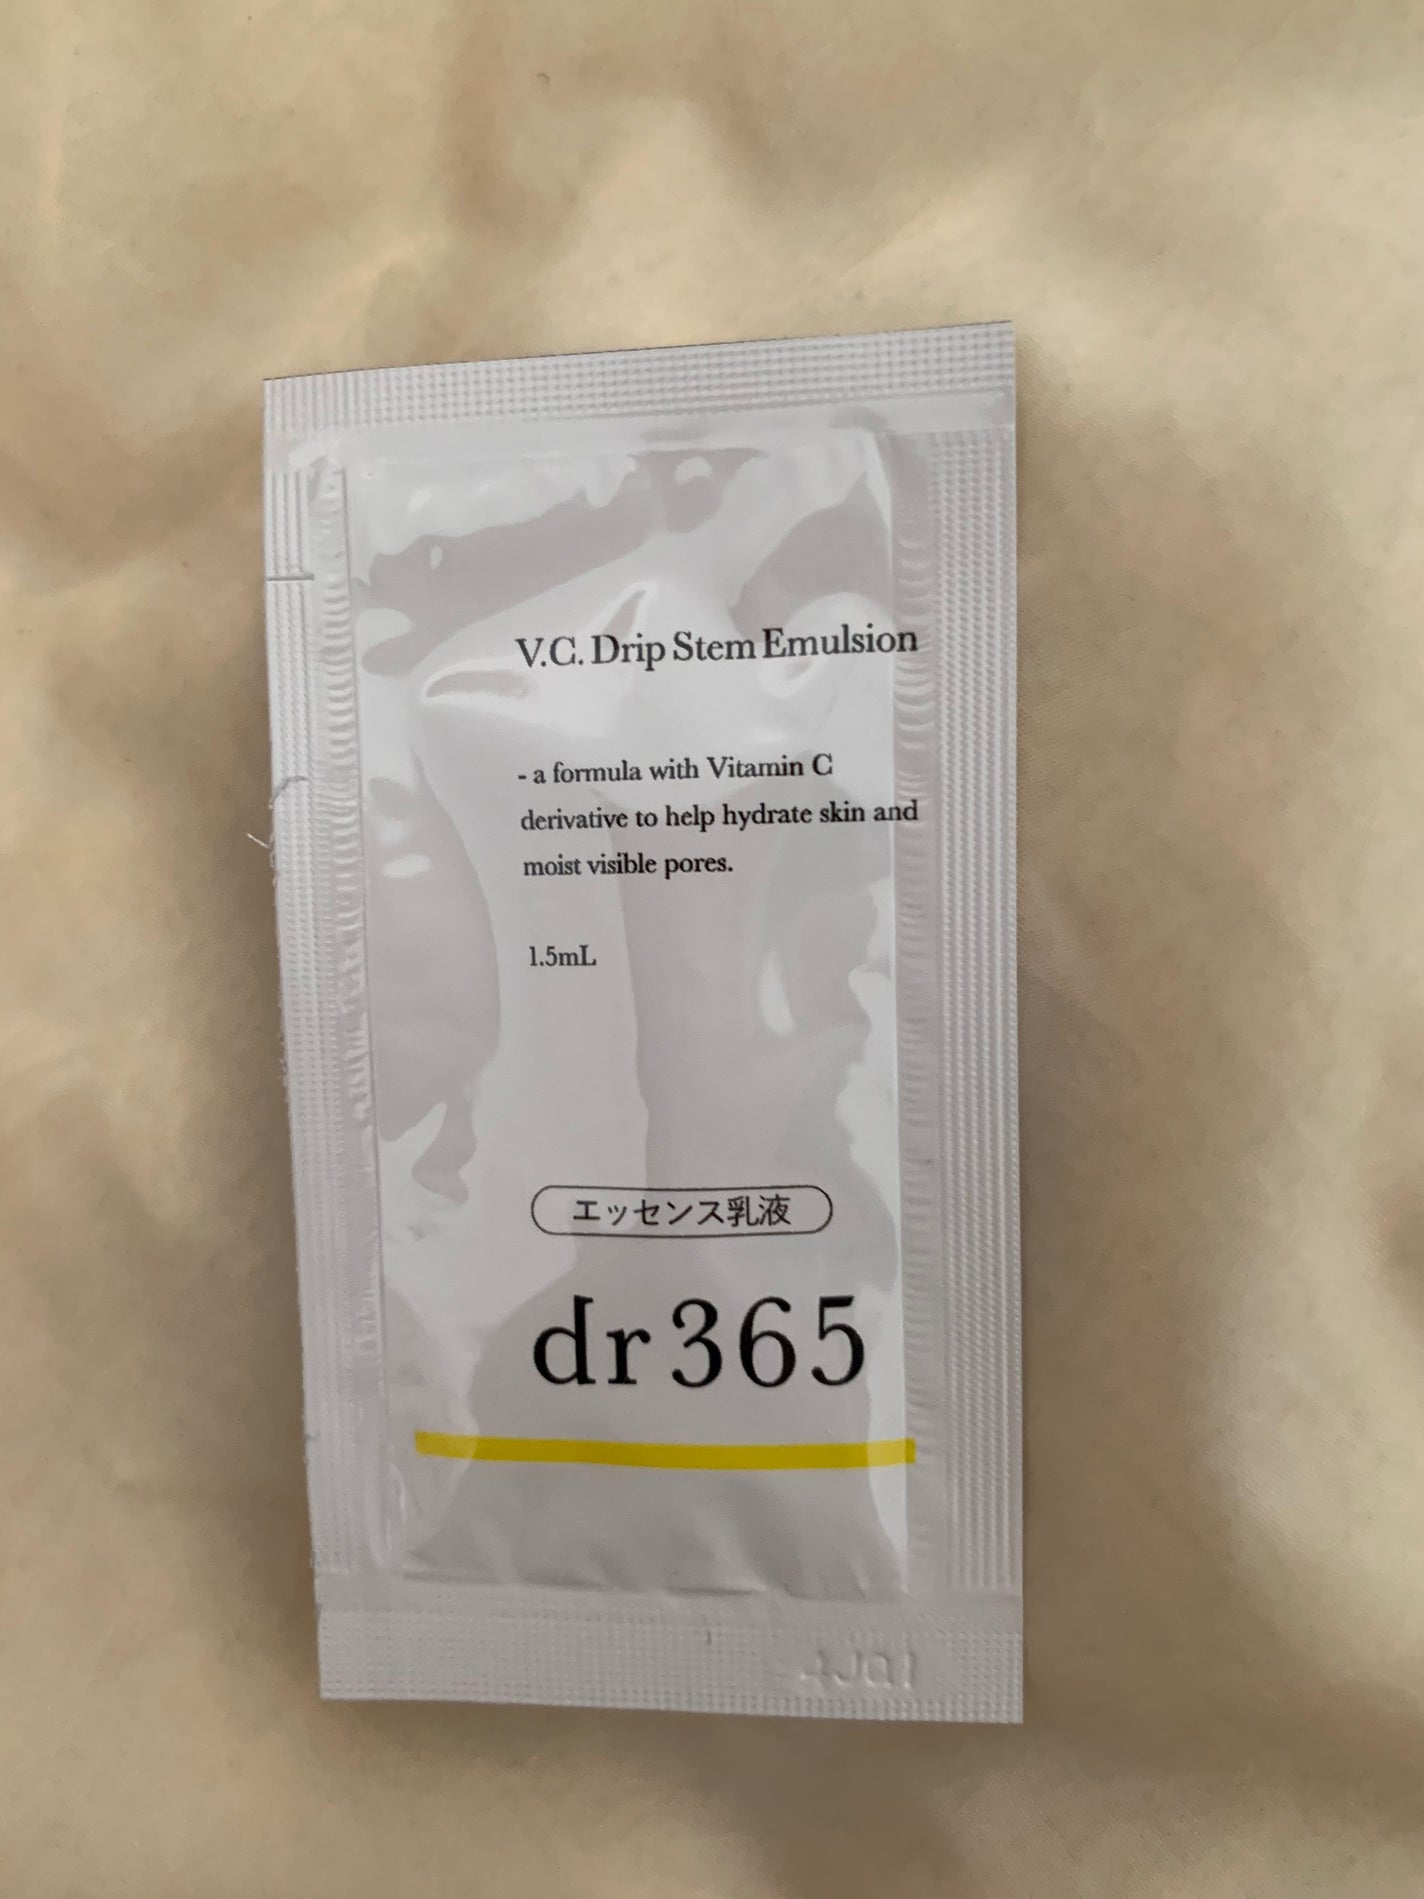 V.C. Drip Stem Emulsion
- a formula with Vitamin C
derivative to help hydrate skin and
moist visible pores.
1.5mL
エッセンス乳液
dr365